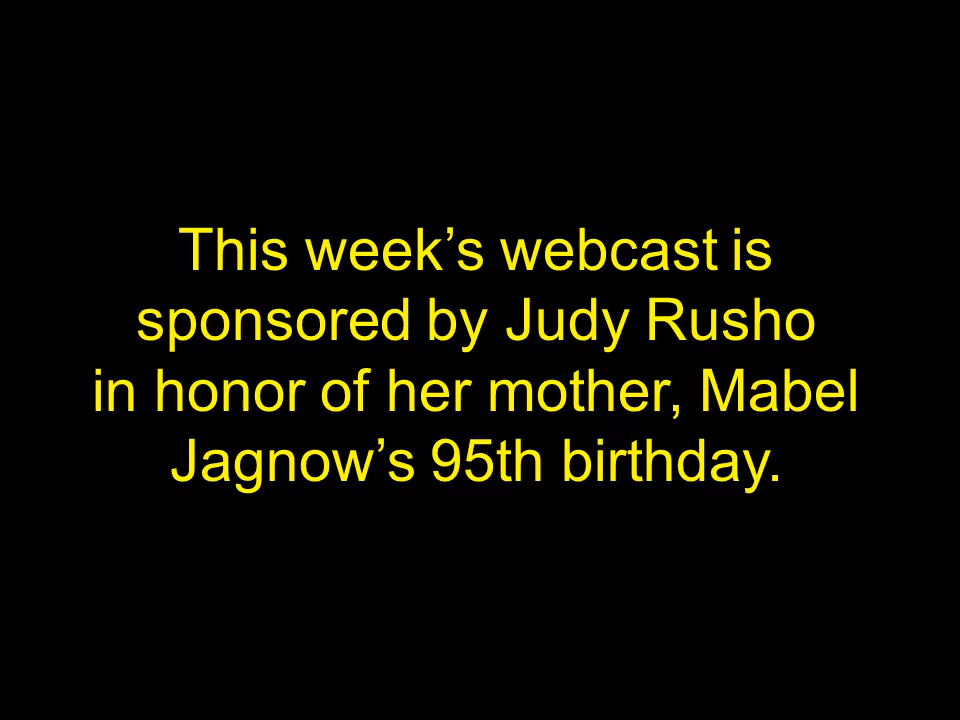 This week’s webcast is
sponsored by Judy Rusho
in honor of her mother, Mabel
Jagnow’s 95th birthday.